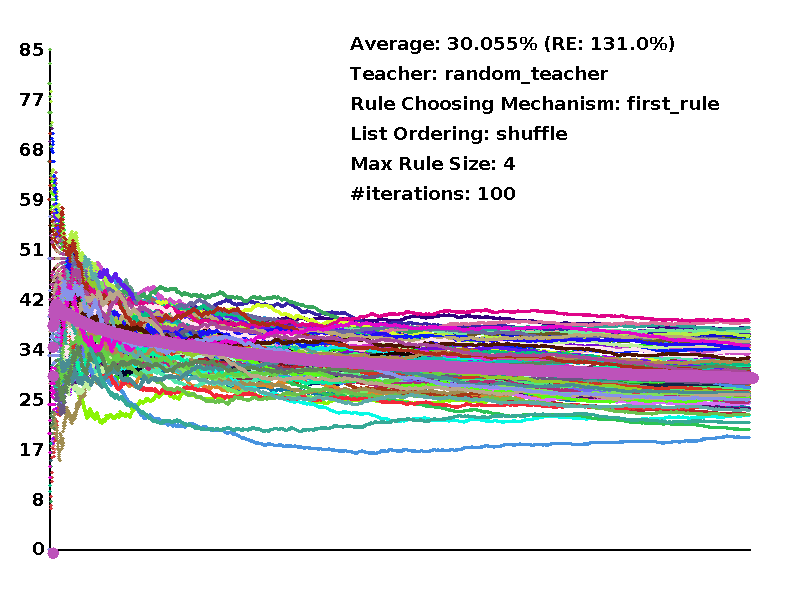 Average: 30.055% (RE: 131.0%)
Teacher: random_teacher
Rule Choosing Mechanism: first_rule
List Ordering: shuffle
Max Rule Size: 4
#iterations: 100
85
77
68
59
51
42
34
25
17
8
0